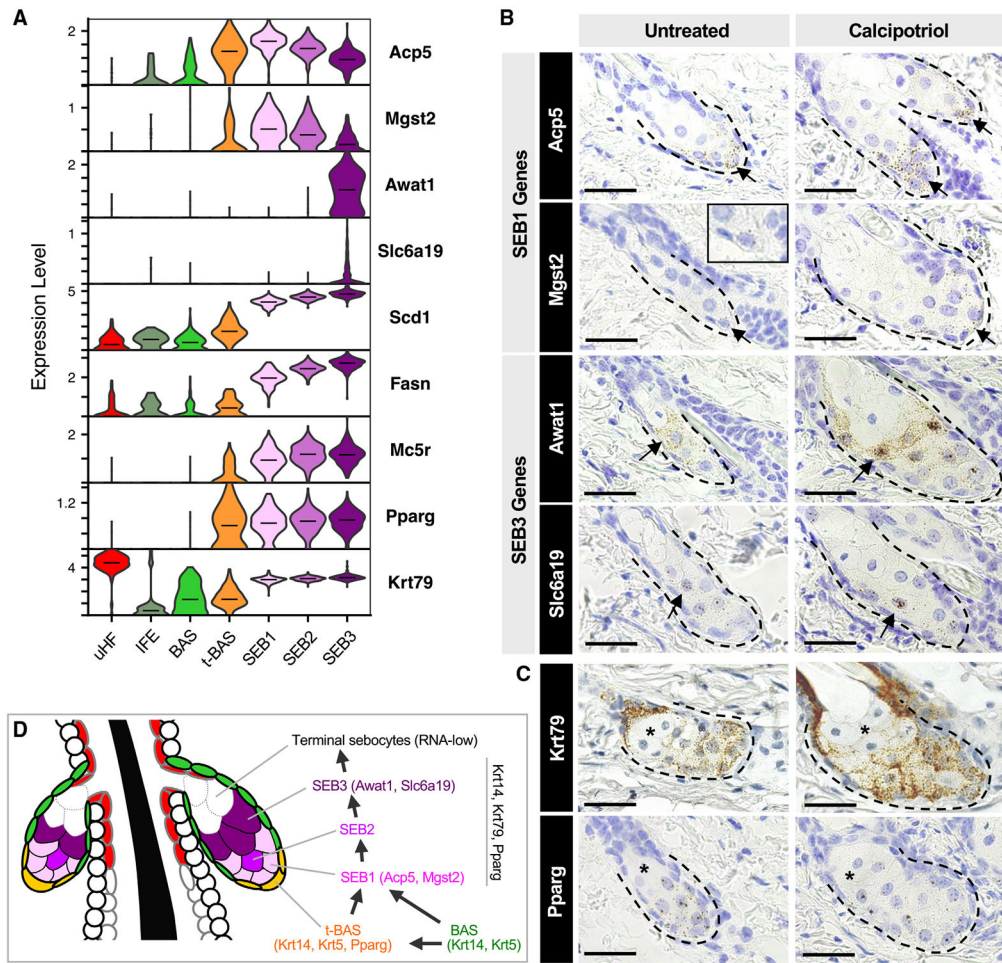 A
Expression Level
2
Acp5
1
Mgst2
Awat1
1
Slc6a19
5
Scd1
2
Fasn
2
Mc5r
1.2
Pparg
4
Krt79
uHF
IFE
BAS
t-BAS
SEB1
SEB2
SEB3
B
Untreated
Calcipotriol
SEB1 Genes
Acp5
Mgst2
SEB3 Genes
Awat1
Slc6a19
C
Krt79
*
*
Pparg
*
*
D
Terminal sebocytes (RNA-low)
SEB3 (Awat1, Slc6a19)
SEB2
SEB1 (Acp5, Mgst2)
t-BAS
(Krt14, Krt5, Pparg)
BAS
(Krt14, Krt5)
Krt14, Krt79, Pparg